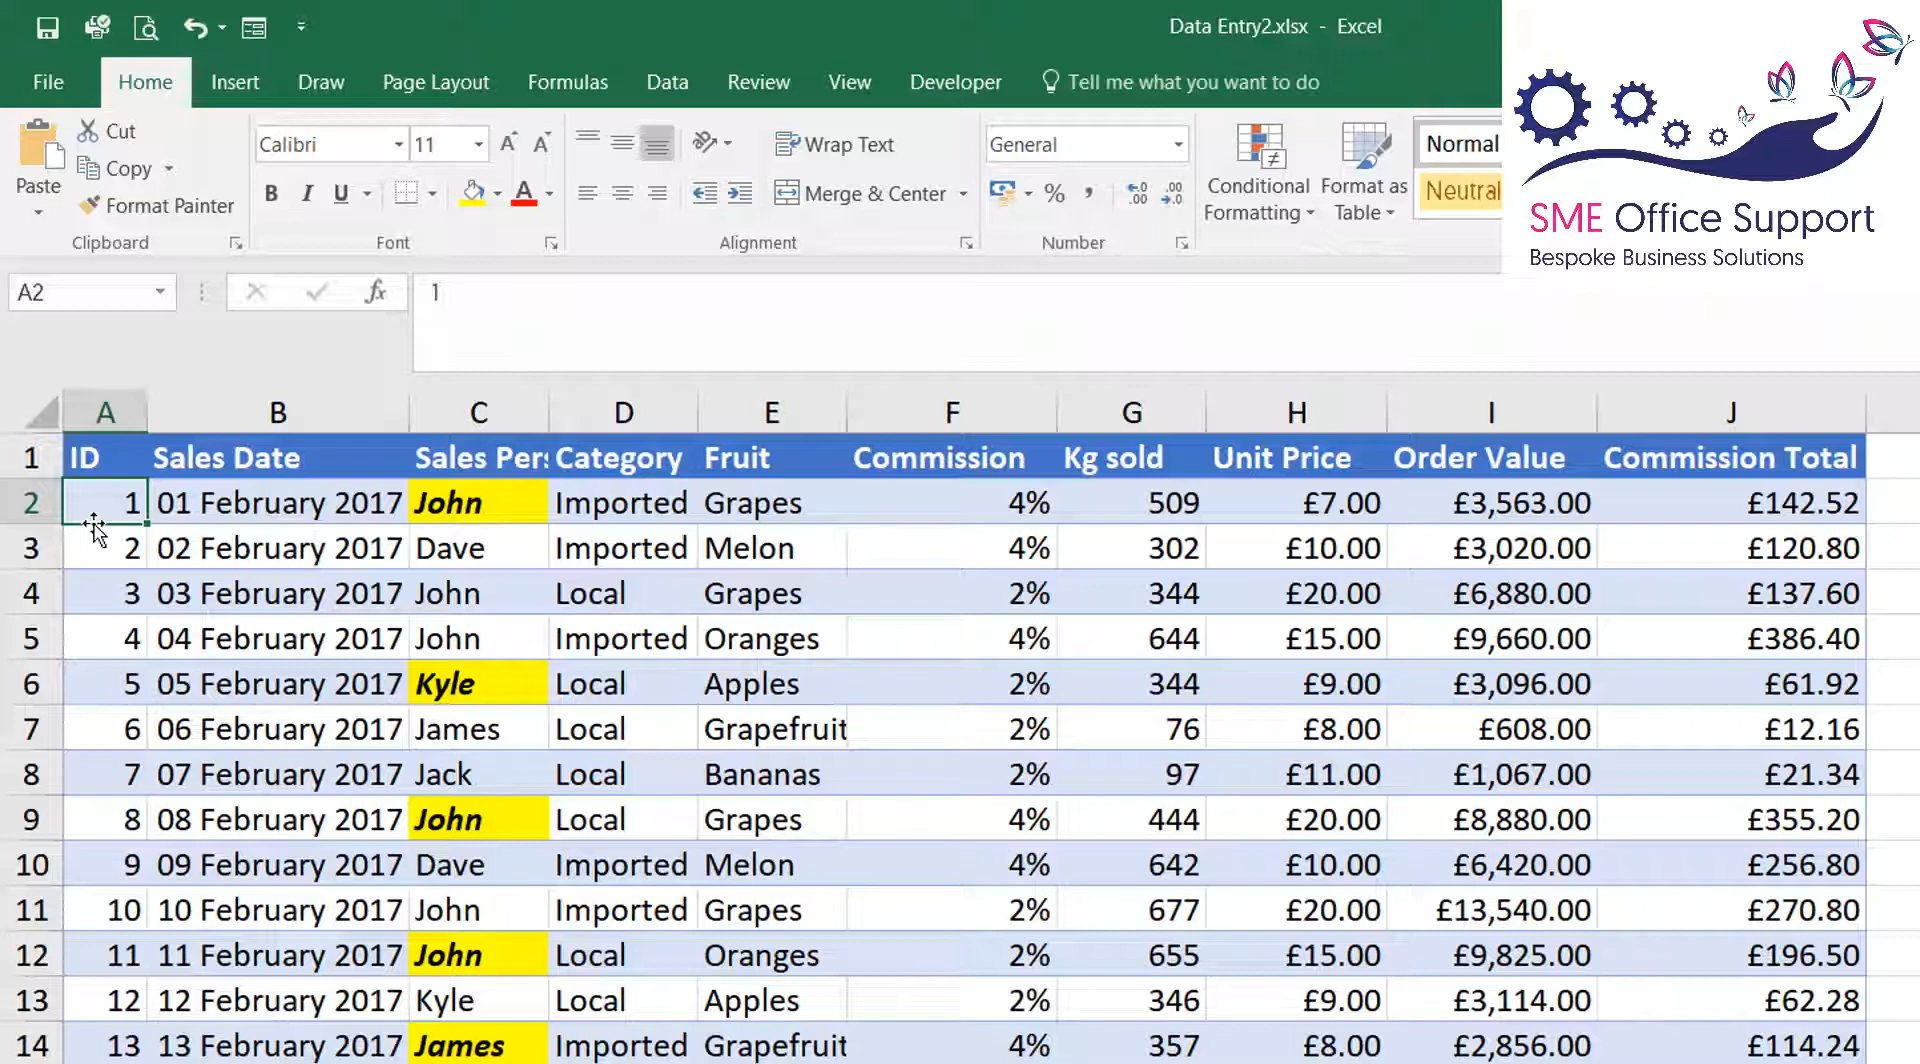 Data Entry2.xlsx - Excel
File Home Insert Draw Page Layout Formulas Data Review View Developer Tell me what you want to do
Paste
Cut
Copy
Format Painter
Clipboard
Calibri 11
B I U A
Font
Wrap Text
Merge & Center
Alignment
General
% ,
Number
Conditional Formatting
Format as Table
Normal
Neutral
SME Office Support
Bespoke Business Solutions
A2 fx 1
A B C D E F G H I J
1 ID Sales Date Sales Pers Category Fruit Commission Kg sold Unit Price Order Value Commission Total
2 1 01 February 2017 John Imported Grapes 4% 509 £7.00 £3,563.00 £142.52
3 2 02 February 2017 Dave Imported Melon 4% 302 £10.00 £3,020.00 £120.80
4 3 03 February 2017 John Local Grapes 2% 344 £20.00 £6,880.00 £137.60
5 4 04 February 2017 John Imported Oranges 4% 644 £15.00 £9,660.00 £386.40
6 5 05 February 2017 Kyle Local Apples 2% 344 £9.00 £3,096.00 £61.92
7 6 06 February 2017 James Local Grapefruit 2% 76 £8.00 £608.00 £12.16
8 7 07 February 2017 Jack Local Bananas 2% 97 £11.00 £1,067.00 £21.34
9 8 08 February 2017 John Local Grapes 4% 444 £20.00 £8,880.00 £355.20
10 9 09 February 2017 Dave Imported Melon 4% 642 £10.00 £6,420.00 £256.80
11 10 10 February 2017 John Imported Grapes 2% 677 £20.00 £13,540.00 £270.80
12 11 11 February 2017 John Local Oranges 2% 655 £15.00 £9,825.00 £196.50
13 12 12 February 2017 Kyle Local Apples 2% 346 £9.00 £3,114.00 £62.28
14 13 13 February 2017 James Imported Grapefruit 4% 357 £8.00 £2,856.00 £114.24